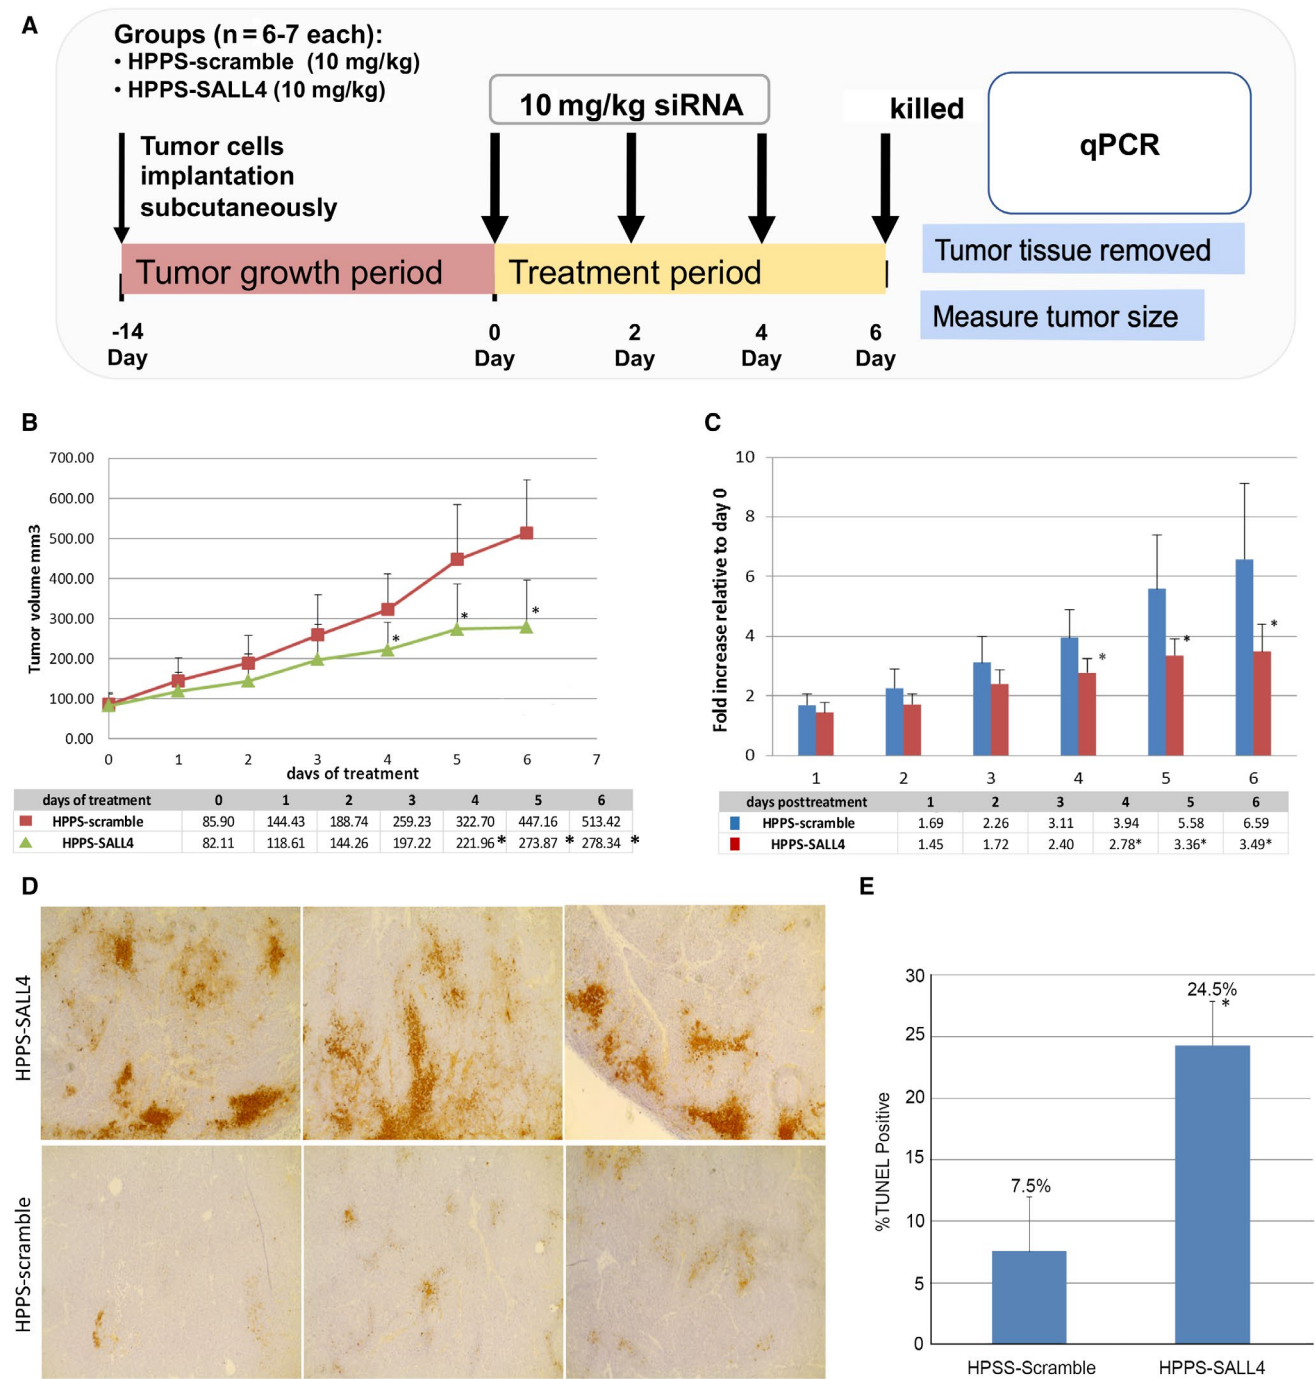 A
Groups (n = 6-7 each):
• HPPS-scramble (10 mg/kg)
• HPPS-SALL4 (10 mg/kg)
Tumor cells
implantation
subcutaneously
10 mg/kg siRNA
killed
qPCR
Tumor growth period
Treatment period
Tumor tissue removed
Measure tumor size
-14 0 2 4 6
Day Day Day Day Day
B
Tumor volume mm3
700.00
600.00
500.00
400.00
300.00
200.00
100.00
0.00
* * *
0 1 2 3 4 5 6 7
days of treatment
days of treatment 0 1 2 3 4 5 6
HPPS-scramble 85.90 144.43 188.74 259.23 322.70 447.16 513.42
HPPS-SALL4 82.11 118.61 144.26 197.22 221.96* 273.87* 278.34*
C
Fold increase relative to day 0
10
8
6
4
2
0
* * *
1 2 3 4 5 6
days posttreatment 1 2 3 4 5 6
HPPS-scramble 1.69 2.26 3.11 3.94 5.58 6.59
HPPS-SALL4 1.45 1.72 2.40 2.78* 3.36* 3.49*
D
HPPS-SALL4
HPPS-scramble
E
%TUNEL Positive
30
25
20
15
10
5
0
7.5%
24.5%
*
HPSS-Scramble HPPS-SALL4